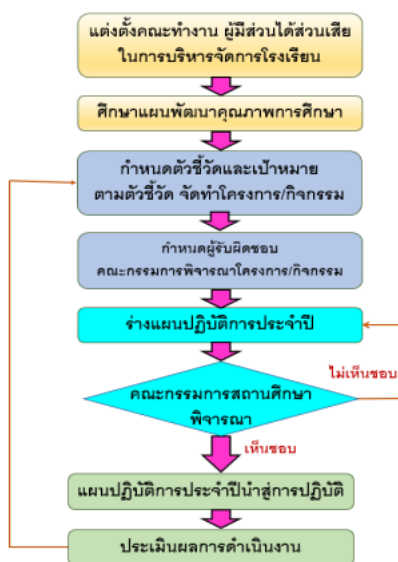 แต่งตั้งคณะทำงาน ผู้มีส่วนได้ส่วนเสีย
ในการบริหารจัดการโรงเรียน
ศึกษาแผนพัฒนาคุณภาพการศึกษา
กำหนดตัวชี้วัดและเป้าหมาย
ตามตัวชี้วัด จัดทำโครงการ/กิจกรรม
กำหนดผู้รับผิดชอบ
คณะกรรมการพิจารณาโครงการ/กิจกรรม
ร่างแผนปฏิบัติการประจำปี
ไม่เห็นชอบ
คณะกรรมการสถานศึกษา
พิจารณา
เห็นชอบ
แผนปฏิบัติการประจำปีนำสู่การปฏิบัติ
ประเมินผลการดำเนินงาน